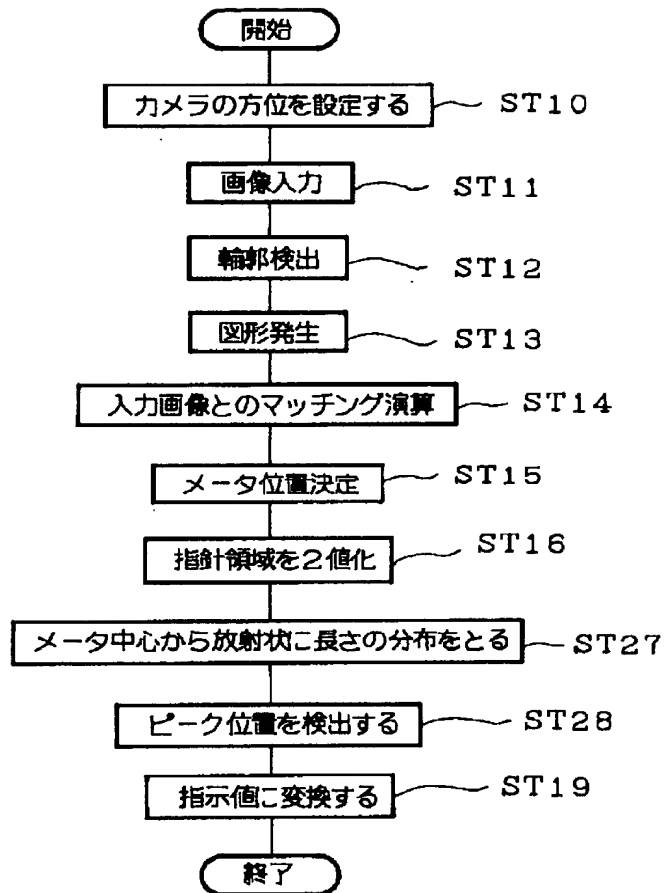 開始
カメラの方位を設定する ST10
画像入力 ST11
輪郭検出 ST12
図形発生 ST13
入力画像とのマッチング演算 ST14
メータ位置決定 ST15
指針領域を2値化 ST16
メータ中心から放射状に長さの分布をとる ST27
ピーク位置を検出する ST28
指示値に変換する ST19
終了